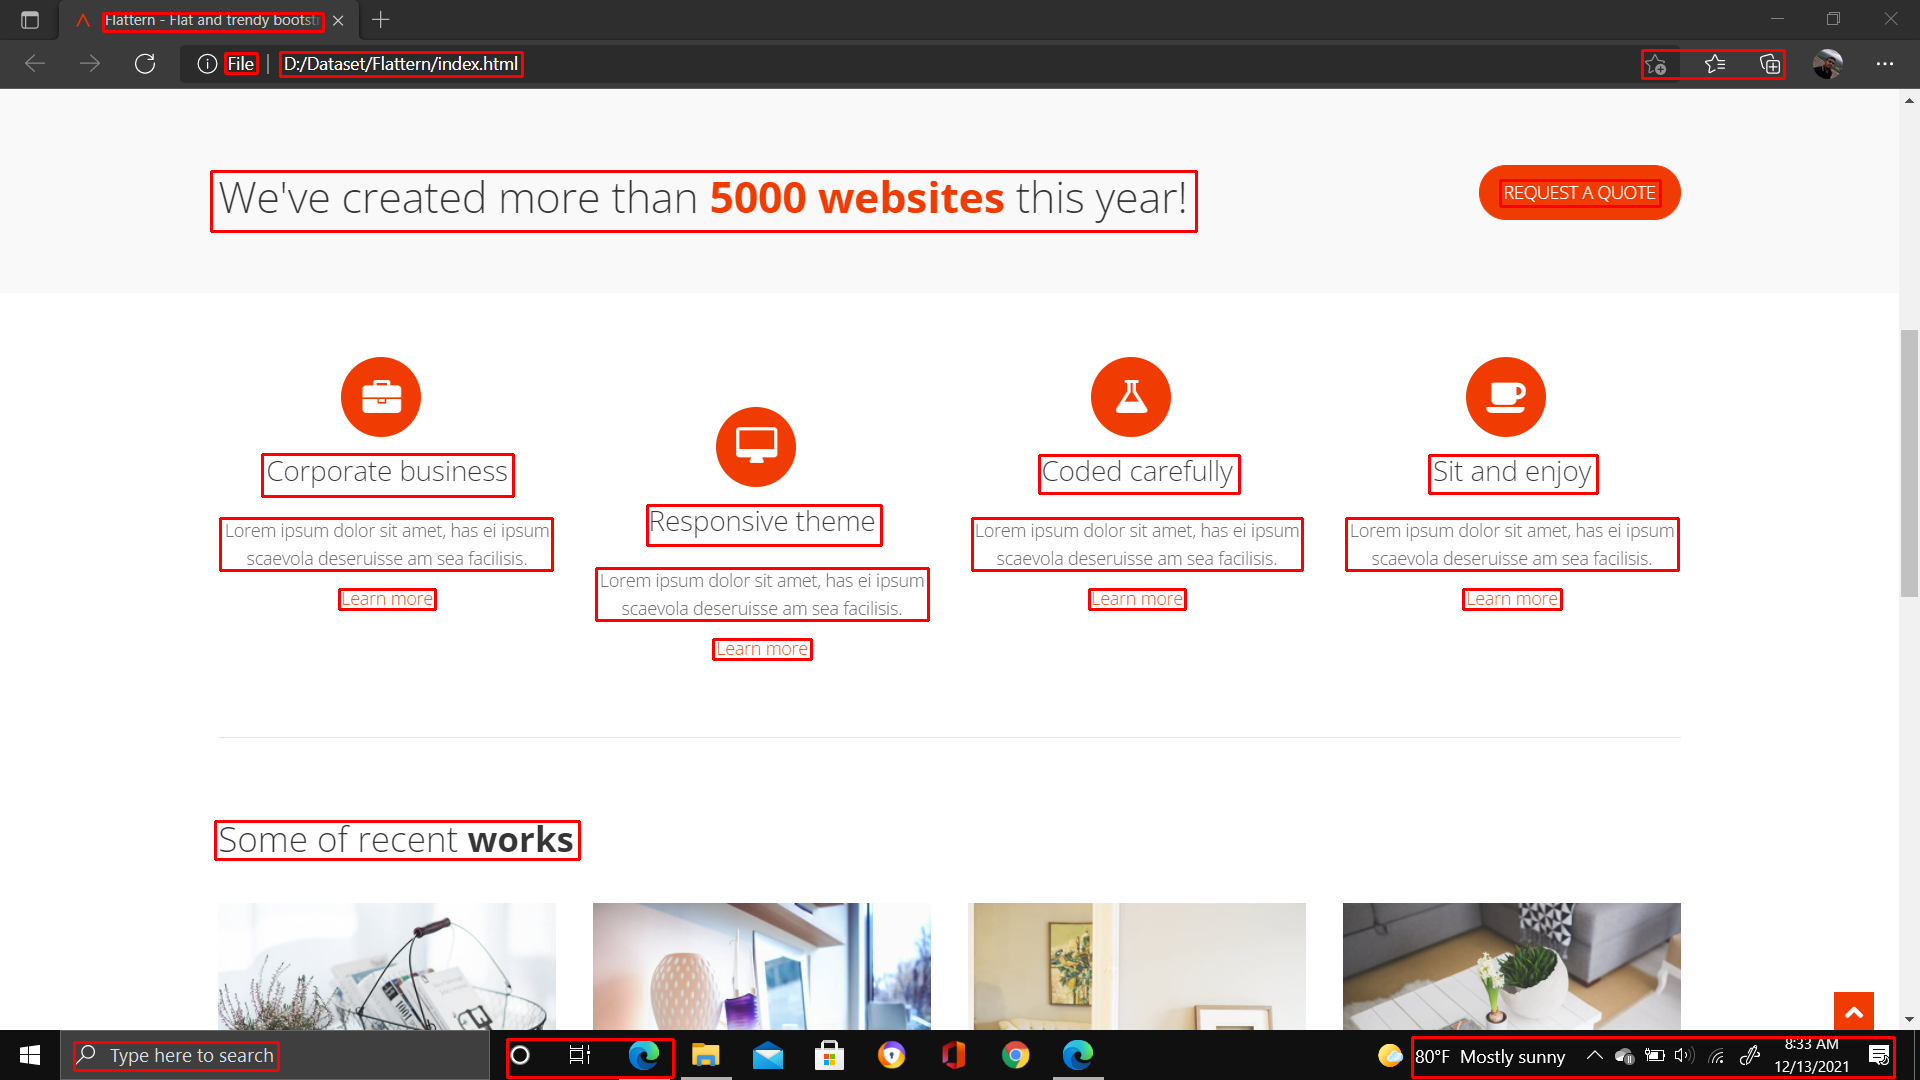 Flattern - Flat and trendy bootst
File
D:/Dataset/Flattern/index.html
We've created more than 5000 websites this year!
REQUEST A QUOTE
Corporate business
Lorem ipsum dolor sit amet, has ei ipsum
scaevola deseruisse am sea facilisis.
Learn more
Responsive theme
Lorem ipsum dolor sit amet, has ei ipsum
scaevola deseruisse am sea facilisis.
Learn more
Coded carefully
Lorem ipsum dolor sit amet, has ei ipsum
scaevola deseruisse am sea facilisis.
Learn more
Sit and enjoy
Lorem ipsum dolor sit amet, has ei ipsum
scaevola deseruisse am sea facilisis.
Learn more
Some of recent works
Type here to search
80°F Mostly sunny
8:33 AM
12/13/2021